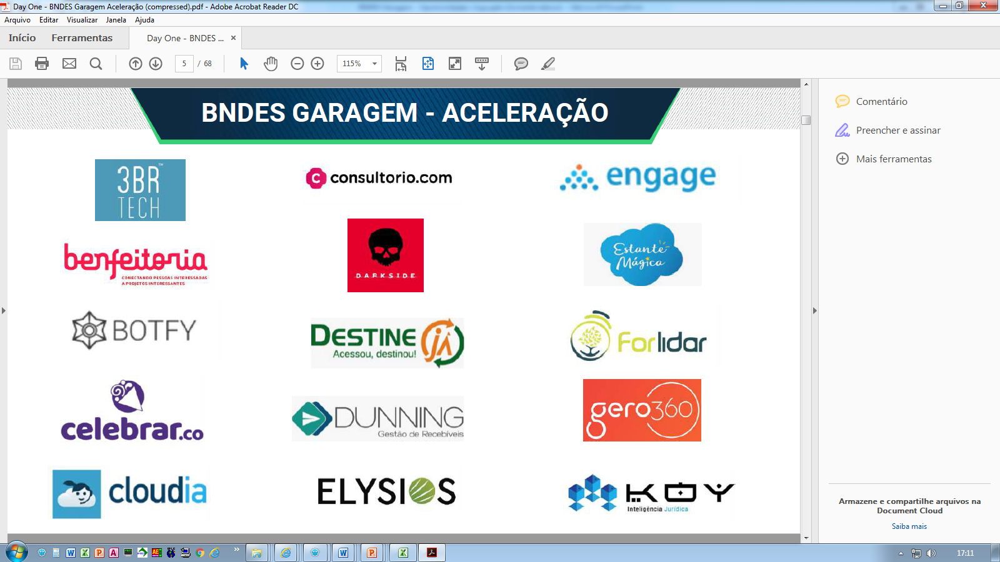 Day One - BNDES Garagem Aceleração (compressed).pdf - Adobe Acrobat Reader DC
Arquivo Editar Visualizar Janela Ajuda
Início Ferramentas Day One - BNDES ... ×
5 / 68 115%
BNDES GARAGEM - ACELERAÇÃO
3BR™
TECH
c consultorio.com
engage
benfeitoria
CONECTANDO PESSOAS INTERESSADAS
A PROJETOS INTERESSANTES
DARKSIDE
Estante
Mágica
BOTFY
DESTINE JÁ
Acessou, destinou!
Forlidar
celebrar.co
DUNNING
Gestão de Recebíveis
gero360
cloudia
ELYSIOS
KOY
Inteligência Jurídica
Comentário
Preencher e assinar
Mais ferramentas
Armazene e compartilhe arquivos na
Document Cloud
Saiba mais
17:11